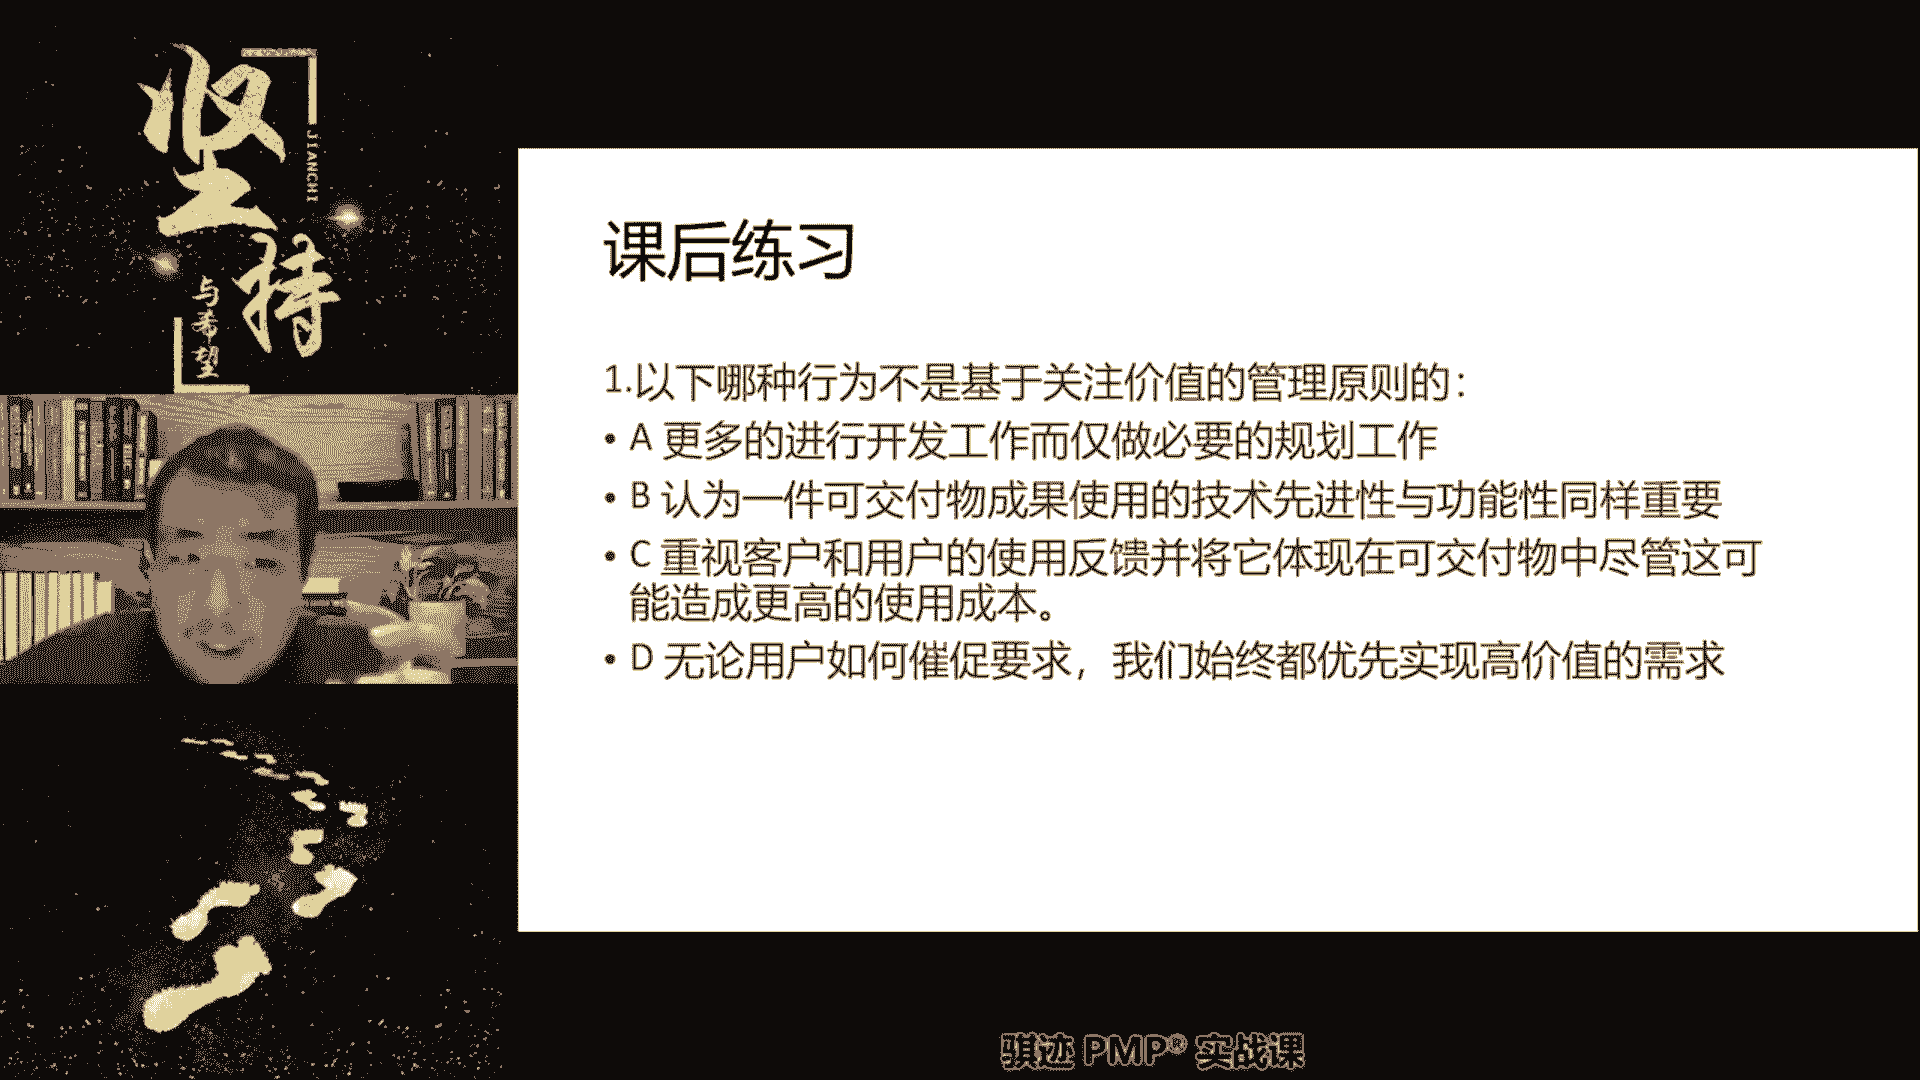 坚持
JIANCHI
与希望
课后练习
1.以下哪种行为不是基于关注价值的管理原则的：
• A 更多的进行开发工作而仅做必要的规划工作
• B 认为一件可交付物成果使用的技术先进性与功能性同样重要
• C 重视客户和用户的使用反馈并将它体现在可交付物中尽管这可
能造成更高的使用成本。
• D 无论用户如何催促要求，我们始终都优先实现高价值的需求
骐迹 PMP® 实战课